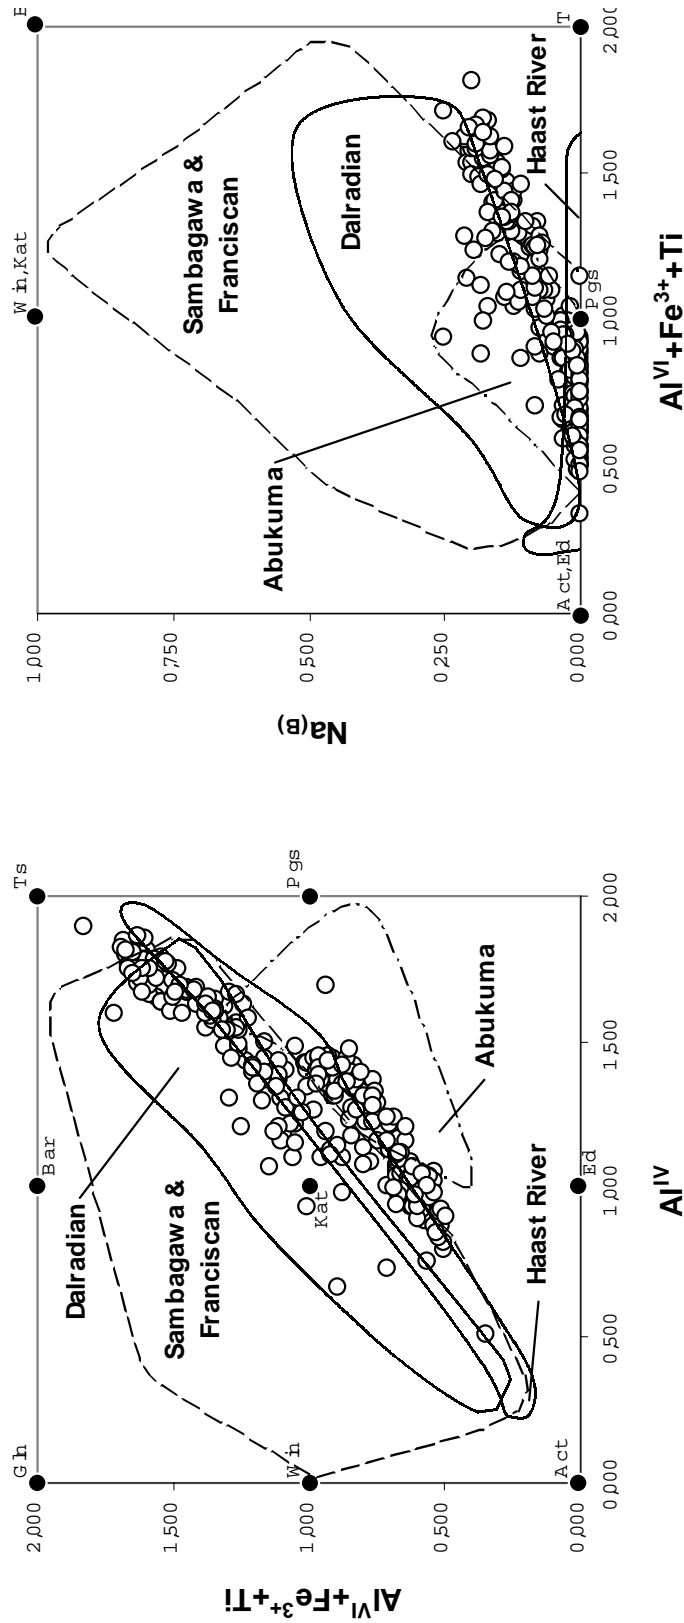 Gln
Bar
Ts
2,000
1,500
1,000
0,500
0,000
Al^VI+Fe^3++Ti
Dalradian
Sambagawa &
Franciscan
Win
Kat
Pgs
Abukuma
Haast River
Act
Ed
0,000
0,500
1,000
1,500
2,000
Al^IV
Win,Kat
E
T
1,000
0,750
0,500
0,250
0,000
Na(B)
Sambagawa &
Franciscan
Dalradian
Abukuma
Haast River
Act,Ed
Pgs
0,000
0,500
1,000
1,500
2,000
Al^VI+Fe^3++Ti